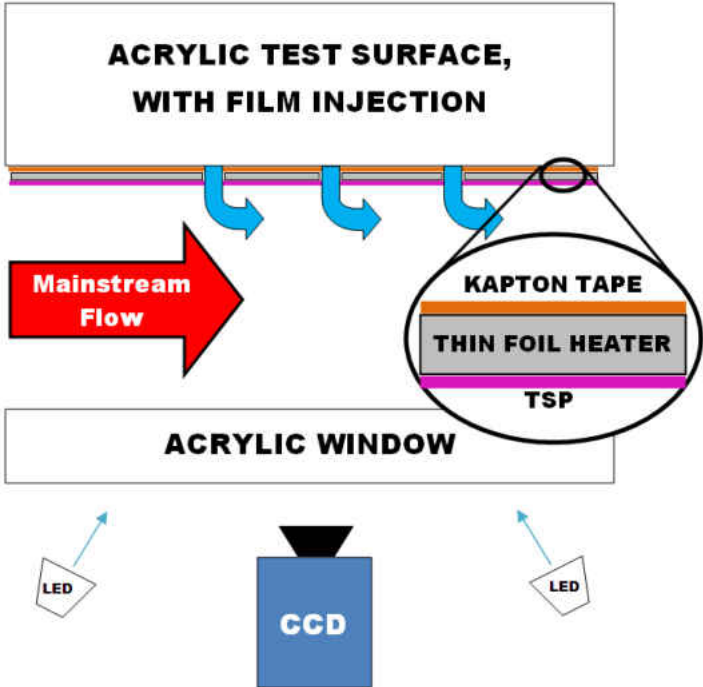 ACRYLIC TEST SURFACE,
WITH FILM INJECTION
Mainstream
Flow
KAPTON TAPE
THIN FOIL HEATER
TSP
ACRYLIC WINDOW
LED
LED
CCD